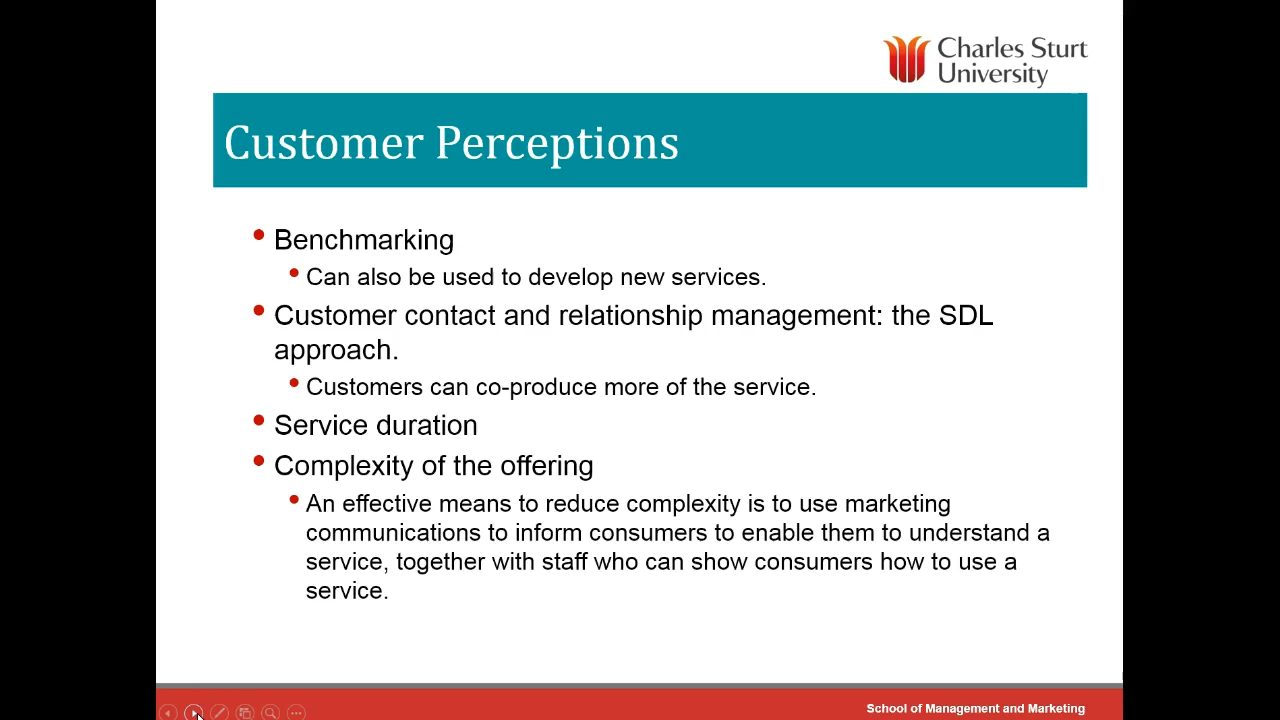 Charles Sturt
University
Customer Perceptions
Benchmarking
Can also be used to develop new services.
Customer contact and relationship management: the SDL
approach.
Customers can co-produce more of the service.
Service duration
Complexity of the offering
An effective means to reduce complexity is to use marketing
communications to inform consumers to enable them to understand a
service, together with staff who can show consumers how to use a
service.
School of Management and Marketing